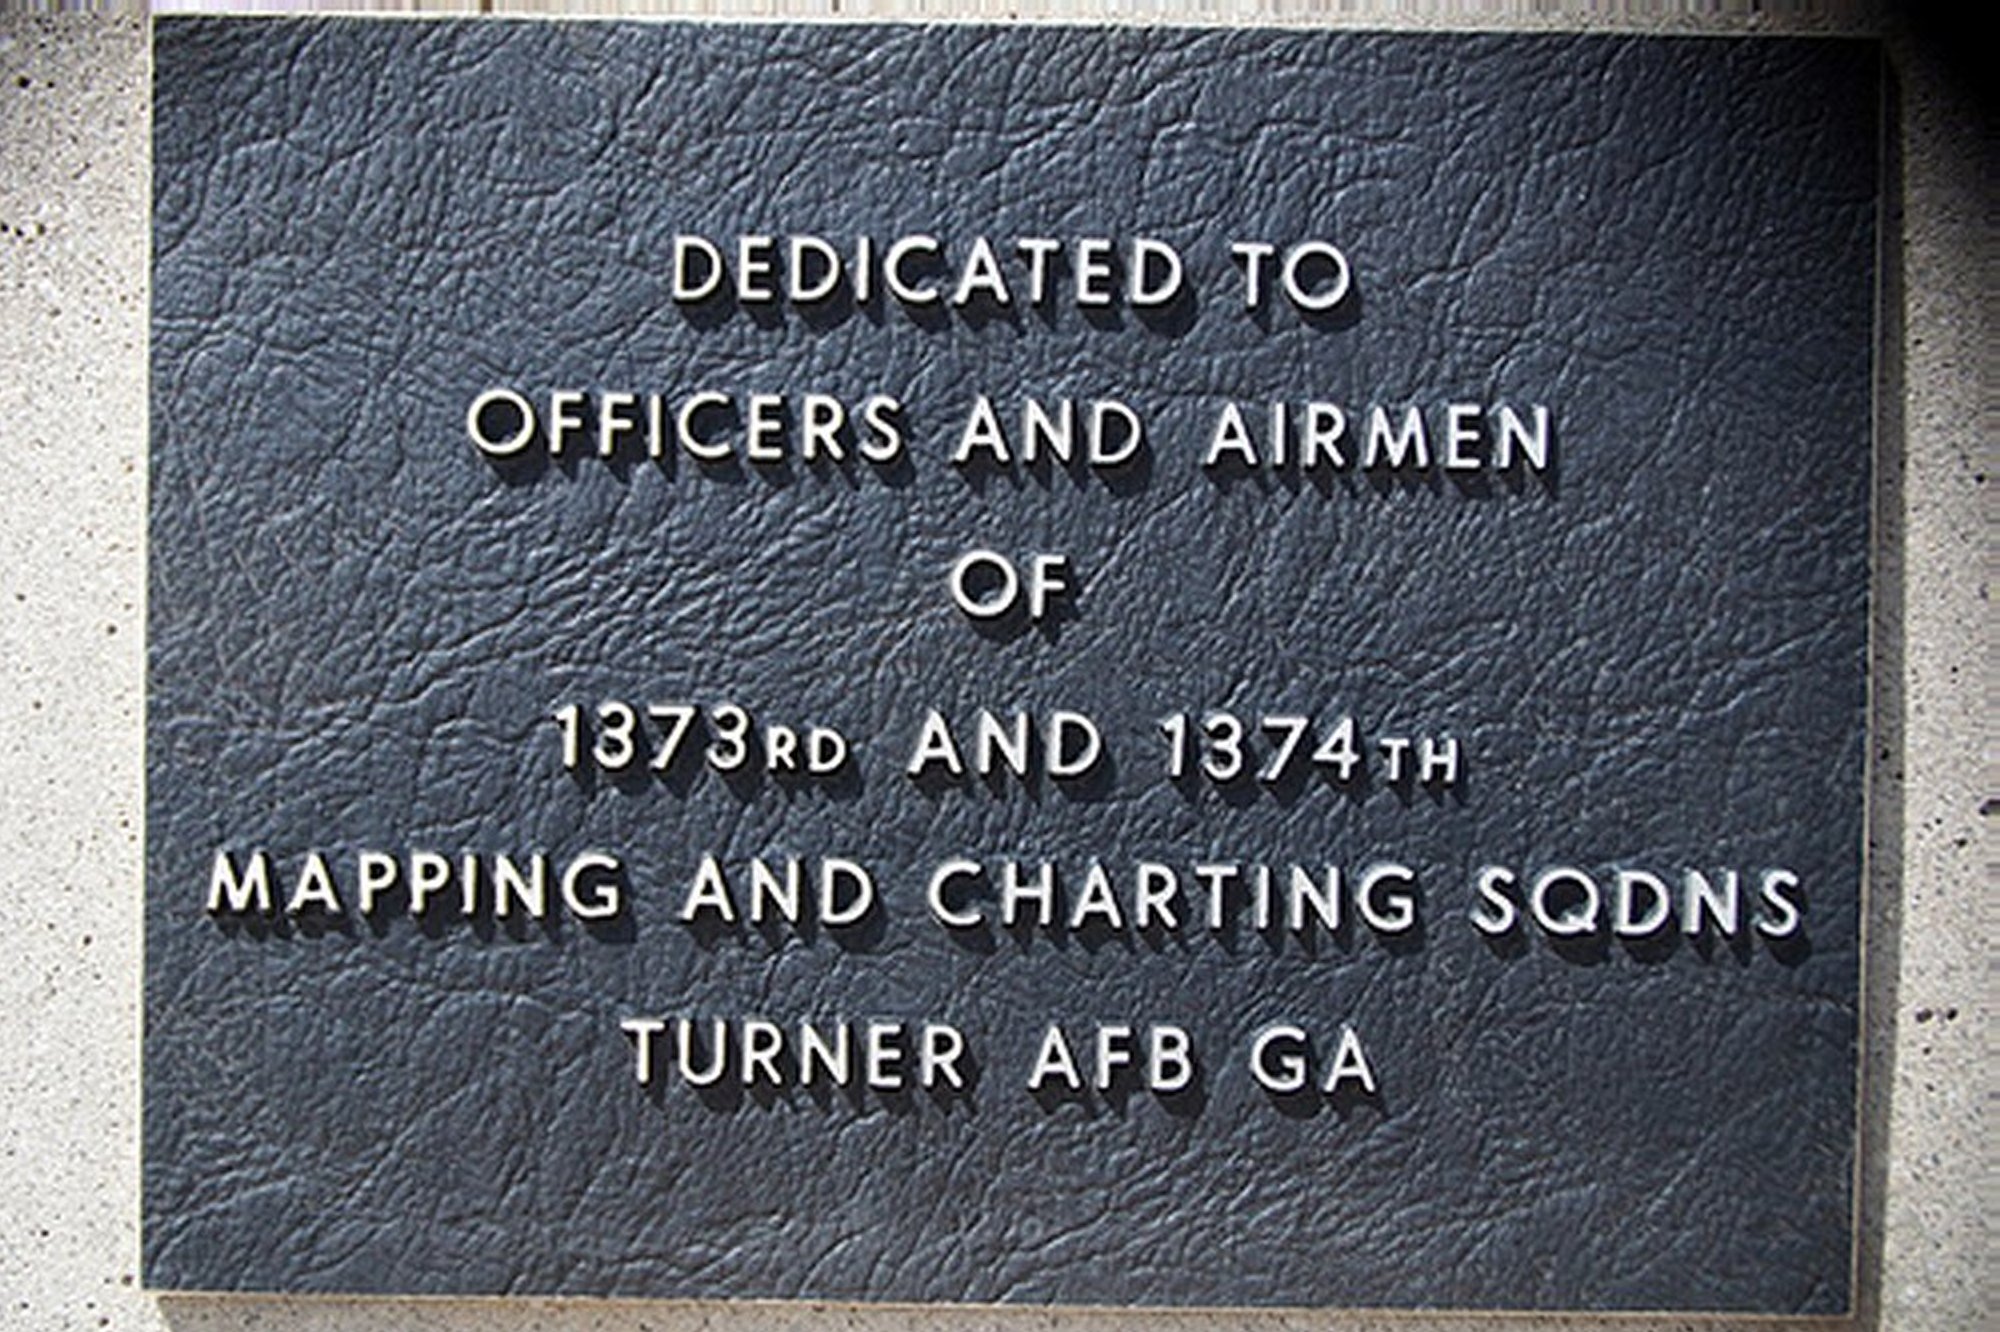 DEDICATED TO
OFFICERS AND AIRMEN
OF
1373RD AND 1374TH
MAPPING AND CHARTING SQDNS
TURNER AFB GA